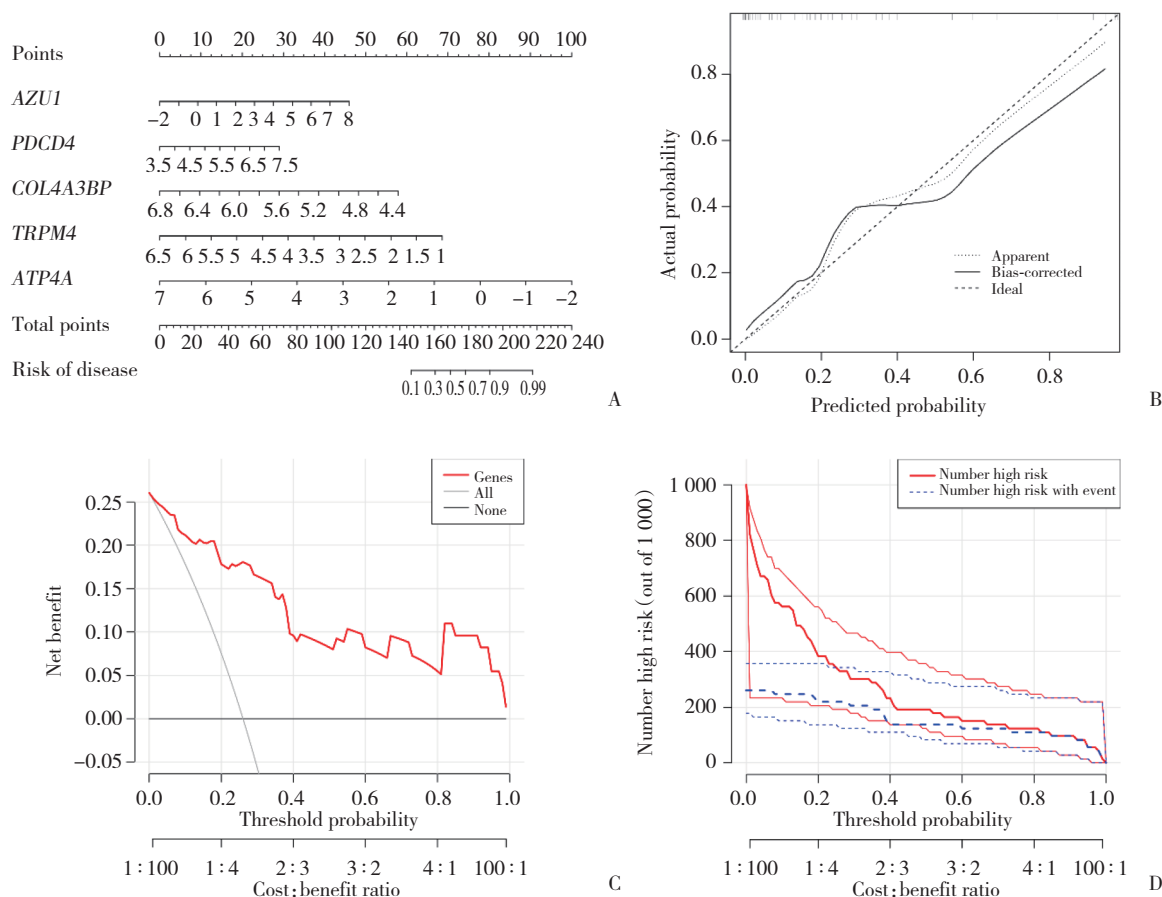 Points 0 10 20 30 40 50 60 70 80 90 100
AZU1
−2 0 1 2 3 4 5 6 7 8
PDCD4
3.5 4.5 5.5 6.5 7.5
COL4A3BP
6.8 6.4 6.0 5.6 5.2 4.8 4.4
TRPM4
6.5 6 5.5 5 4.5 4 3.5 3 2.5 2 1.5 1
ATP4A
7 6 5 4 3 2 1 0 −1 −2
Total points
0 20 40 60 80 100 120 140 160 180 200 220 240
Risk of disease
0.1 0.3 0.5 0.7 0.9 0.99
A
Actual probability
0.8
0.6
0.4
0.2
0.0
Apparent
Bias-corrected
Ideal
0.0 0.2 0.4 0.6 0.8
Predicted probability
B
Net benefit
0.25
0.20
0.15
0.10
0.05
0.00
−0.05
Genes
All
None
0.0 0.2 0.4 0.6 0.8 1.0
Threshold probability
1:100 1:4 2:3 3:2 4:1 100:1
Cost:benefit ratio
C
Number high risk (out of 1 000)
1 000
800
600
400
200
0
Number high risk
Number high risk with event
0.0 0.2 0.4 0.6 0.8 1.0
Threshold probability
1:100 1:4 2:3 3:2 4:1 100:1
Cost:benefit ratio
D